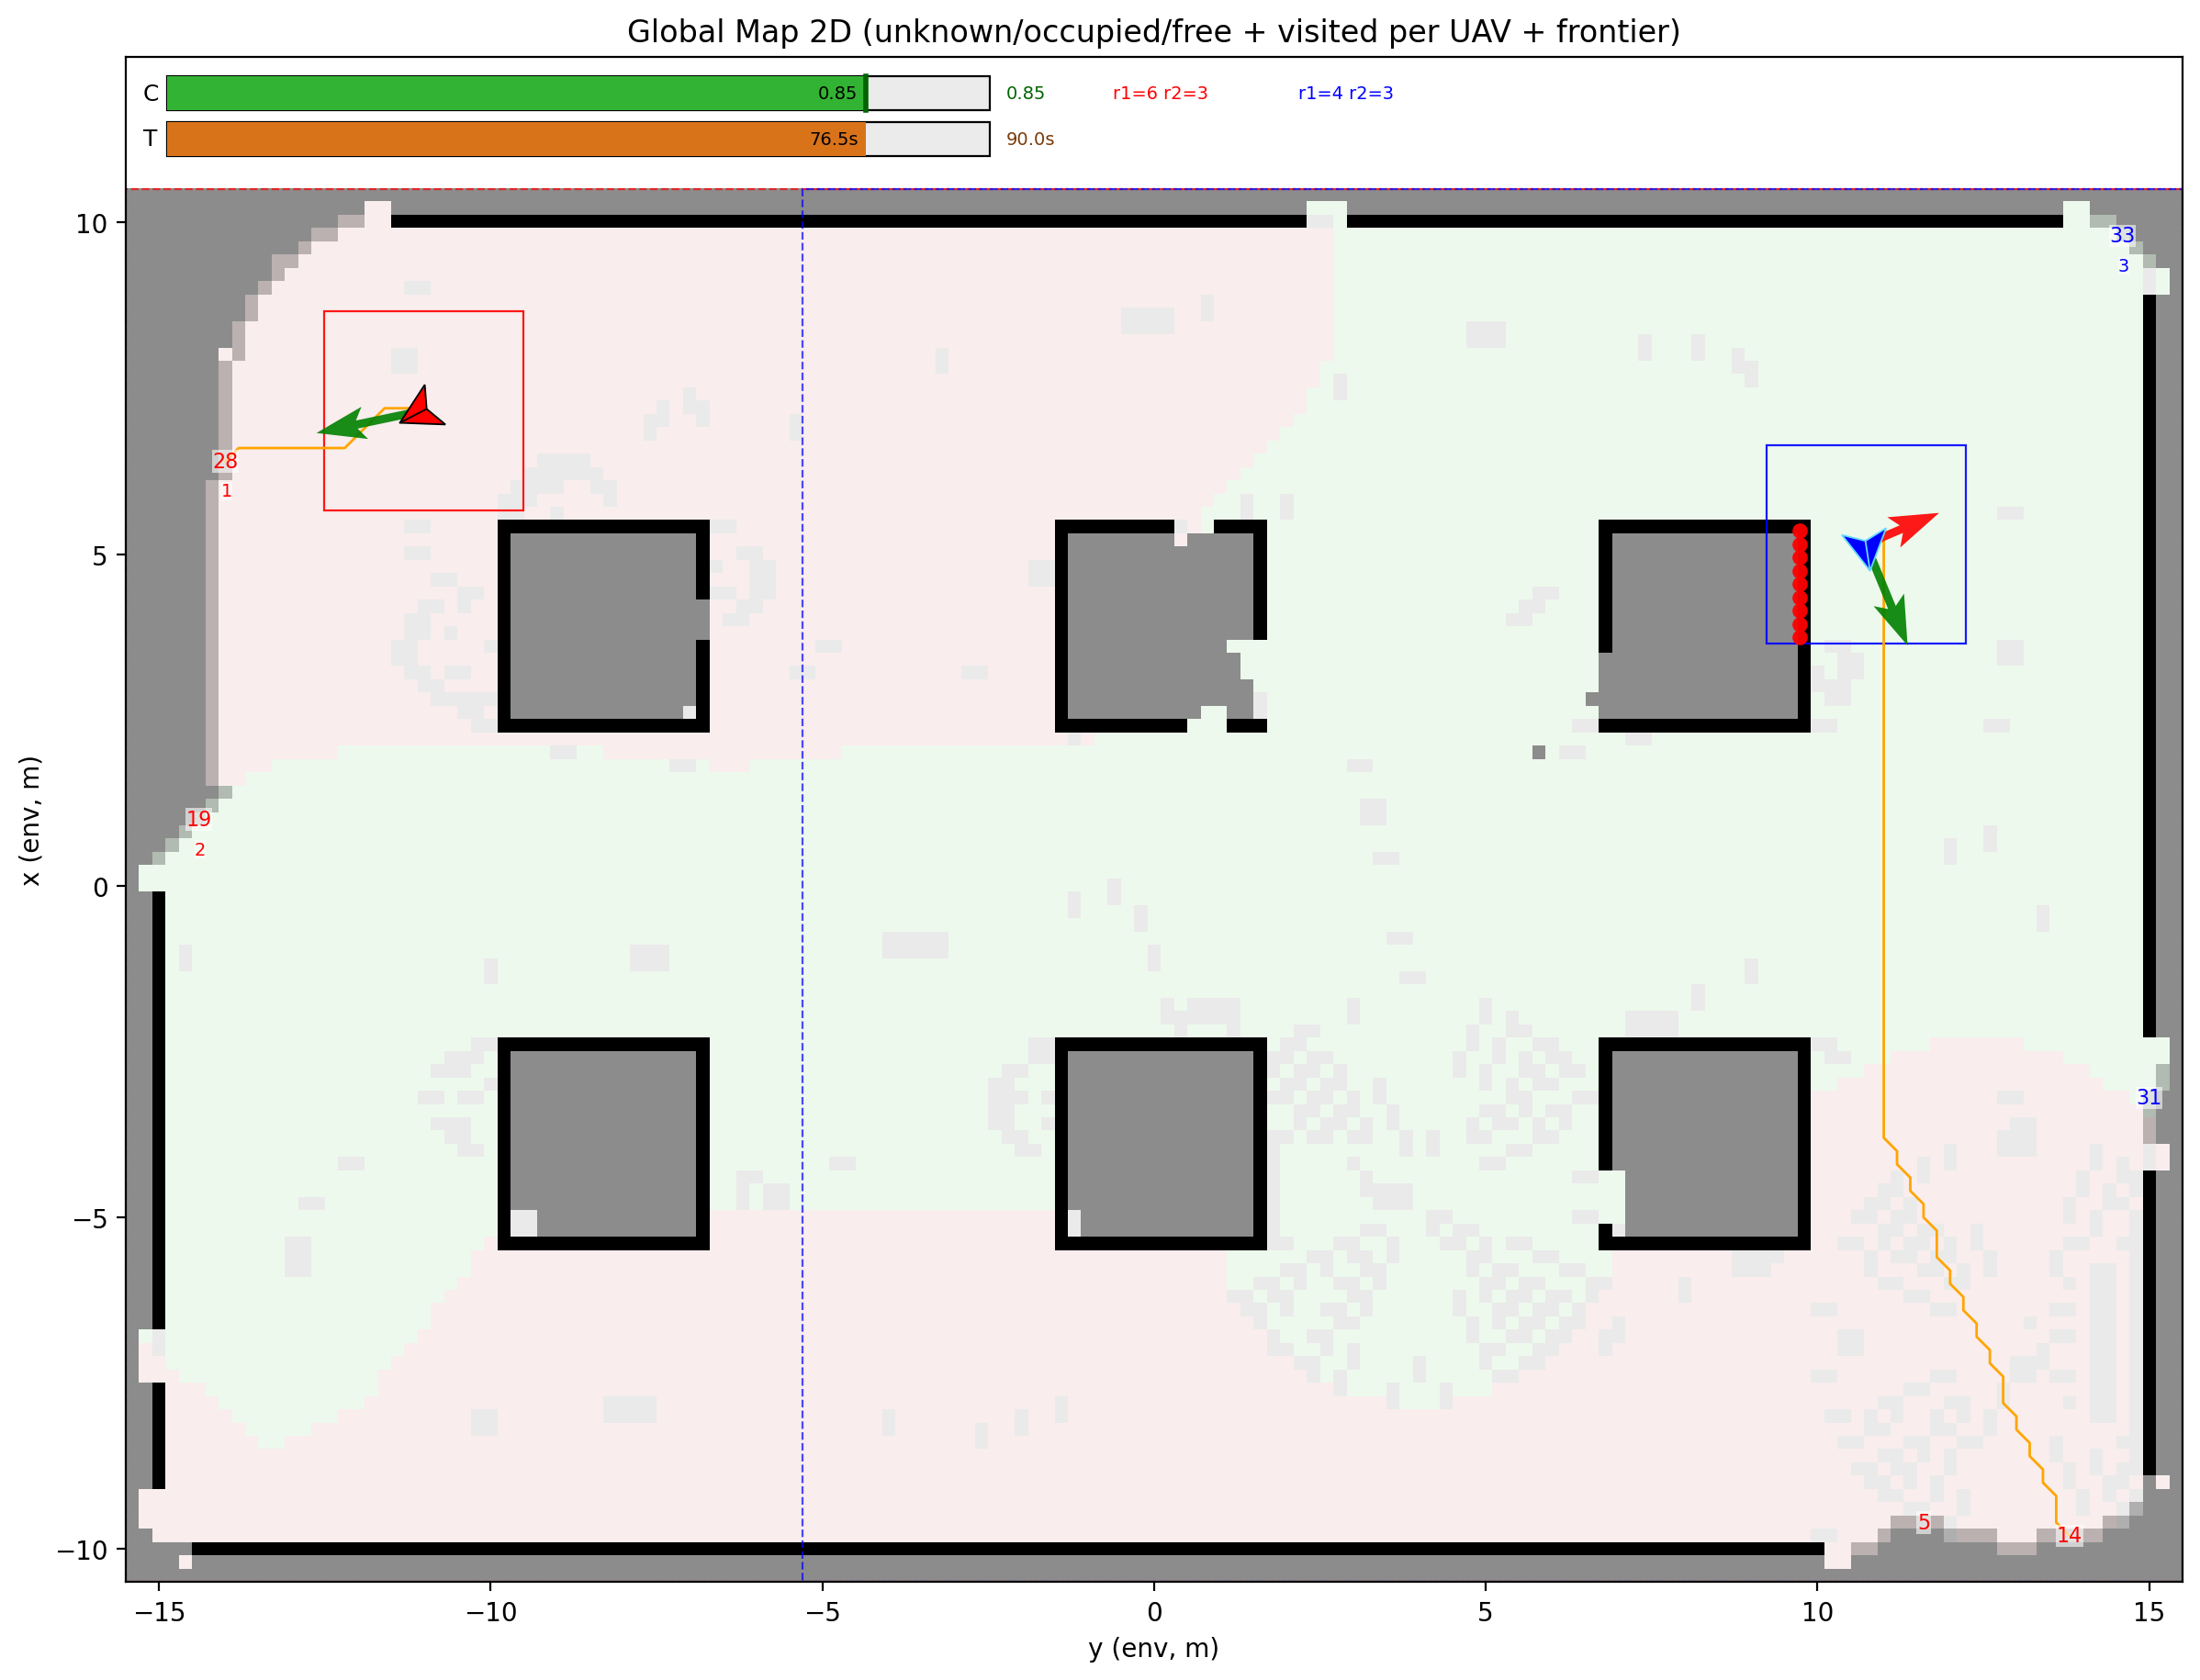 Global Map 2D (unknown/occupied/free + visited per UAV + frontier)
C 0.85 0.85 r1=6 r2=3 r1=4 r2=3
T 76.5s 90.0s
10
33
3
28
1
5
x (env, m)
19
2
0
31
−5
5
14
−10
−15 −10 −5 0 5 10 15
y (env, m)